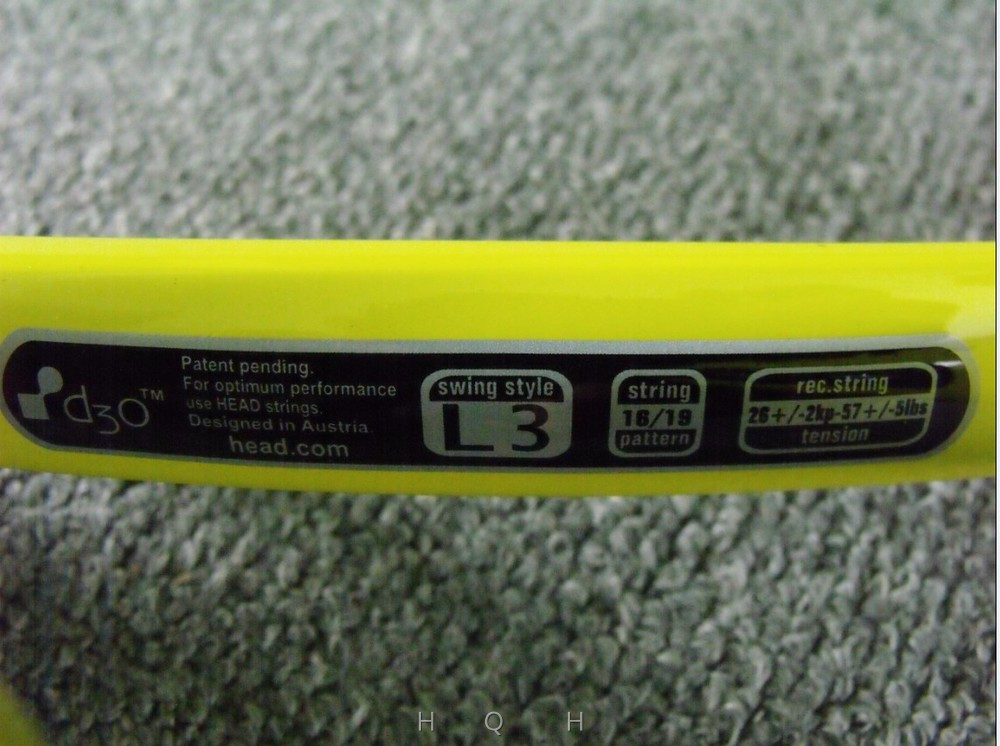 d3o™
Patent pending.
For optimum performance
use HEAD strings.
Designed in Austria
head.com
swing style
L3
string
16/19
pattern
rec.string
26+/-2kp-57+/-5lbs
tension
H Q H